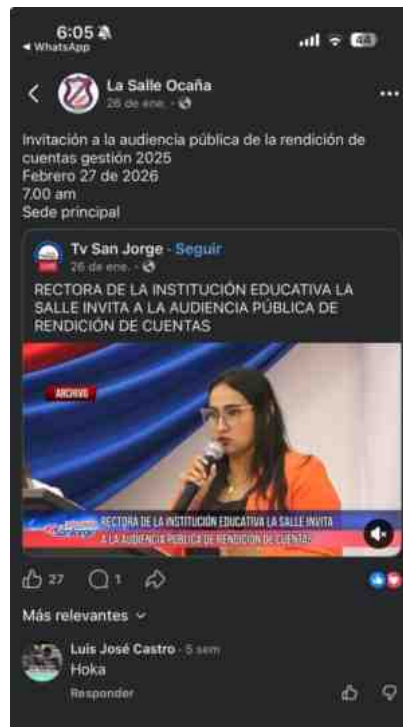 6:05
WhatsApp
44
La Salle Ocaña
26 de ene.
Invitación a la audiencia pública de la rendición de
cuentas gestión 2025
Febrero 27 de 2026
7.00 am
Sede principal
Tv San Jorge · Seguir
26 de ene.
RECTORA DE LA INSTITUCIÓN EDUCATIVA LA
SALLE INVITA A LA AUDIENCIA PÚBLICA DE
RENDICIÓN DE CUENTAS
ARCHIVO
RECTORA DE LA INSTITUCIÓN EDUCATIVA LA SALLE INVITA
A LA AUDIENCIA PÚBLICA DE RENDICIÓN DE CUENTAS
27
1
Más relevantes
Luis José Castro · 5 sem
Hoka
Responder